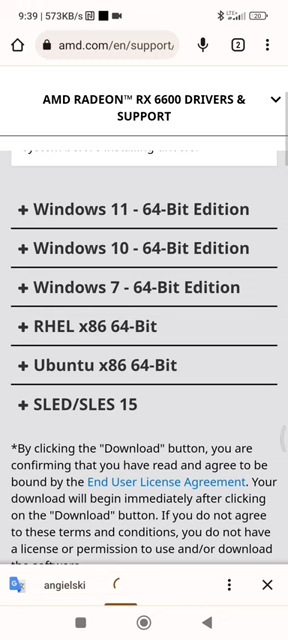 9:39 | 573KB/s
LTE+
20
amd.com/en/support/
2
AMD RADEON™ RX 6600 DRIVERS &
SUPPORT
+ Windows 11 - 64-Bit Edition
+ Windows 10 - 64-Bit Edition
+ Windows 7 - 64-Bit Edition
+ RHEL x86 64-Bit
+ Ubuntu x86 64-Bit
+ SLED/SLES 15
*By clicking the "Download" button, you are
confirming that you have read and agree to be
bound by the End User License Agreement. Your
download will begin immediately after clicking
on the "Download" button. If you do not agree
to these terms and conditions, you do not have
a license or permission to use and/or download
angielski